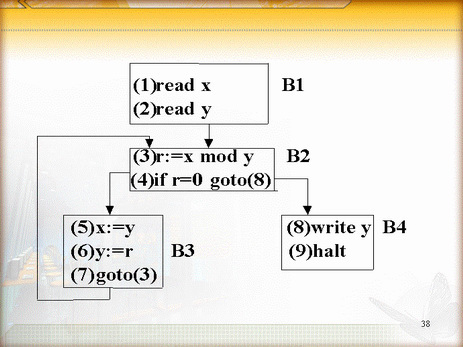 (1)read x
(2)read y
B1
(3)r:=x mod y
(4)if r=0 goto(8)
B2
(5)x:=y
(6)y:=r
(7)goto(3)
B3
(8)write y
(9)halt
B4
38